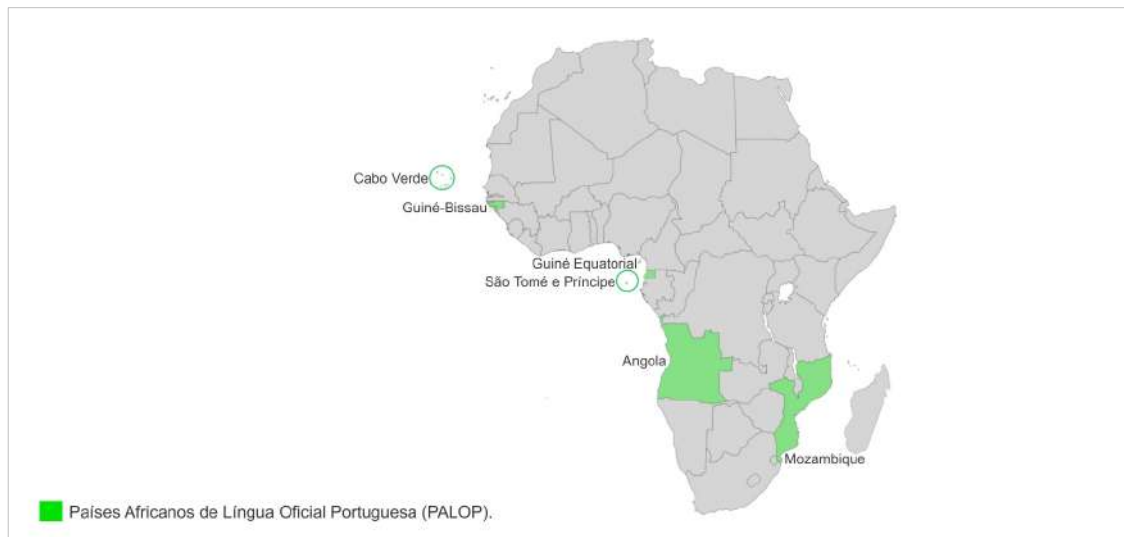 Cabo Verde
Guiné-Bissau
Guiné Equatorial
São Tomé e Príncipe
Angola
Mozambique
Países Africanos de Língua Oficial Portuguesa (PALOP).